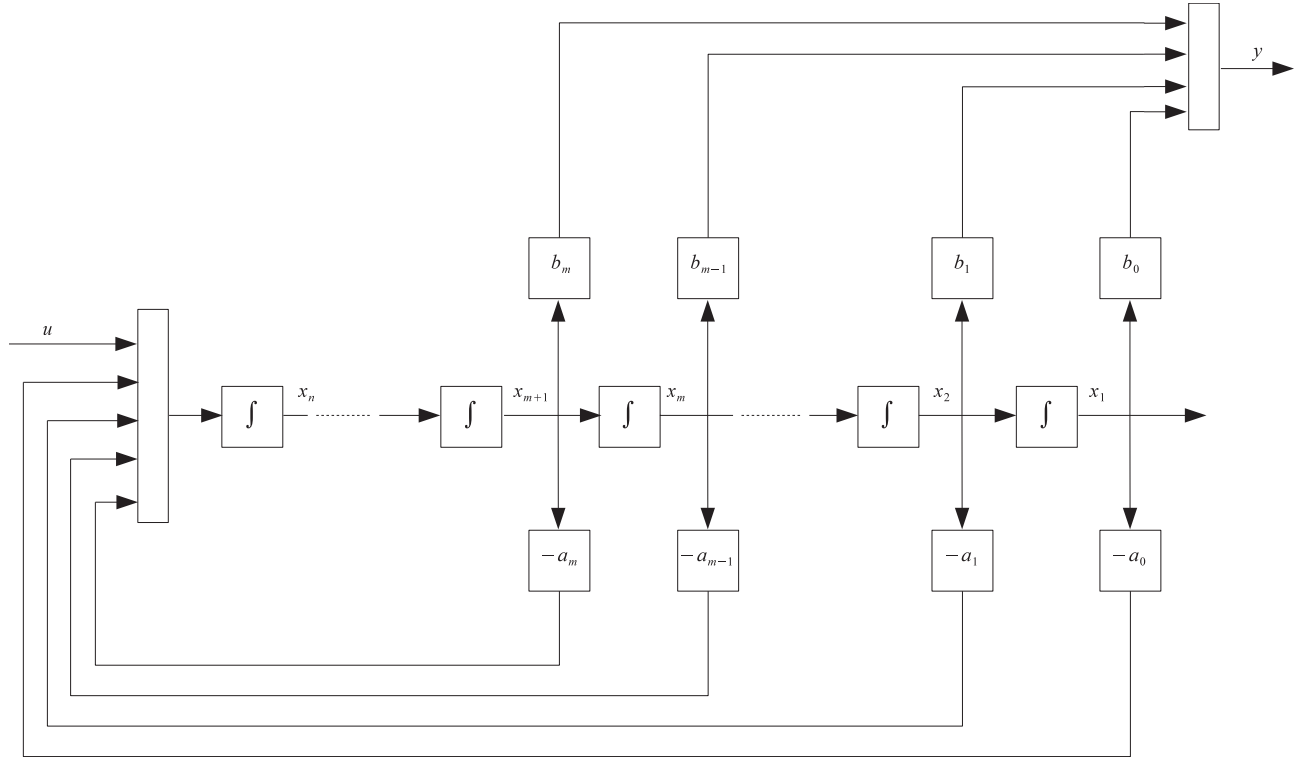 y
b_m
b_{m−1}
b_1
b_0
u
∫
x_n
∫
x_{m+1}
∫
x_m
∫
x_2
∫
x_1
−a_m
−a_{m−1}
−a_1
−a_0